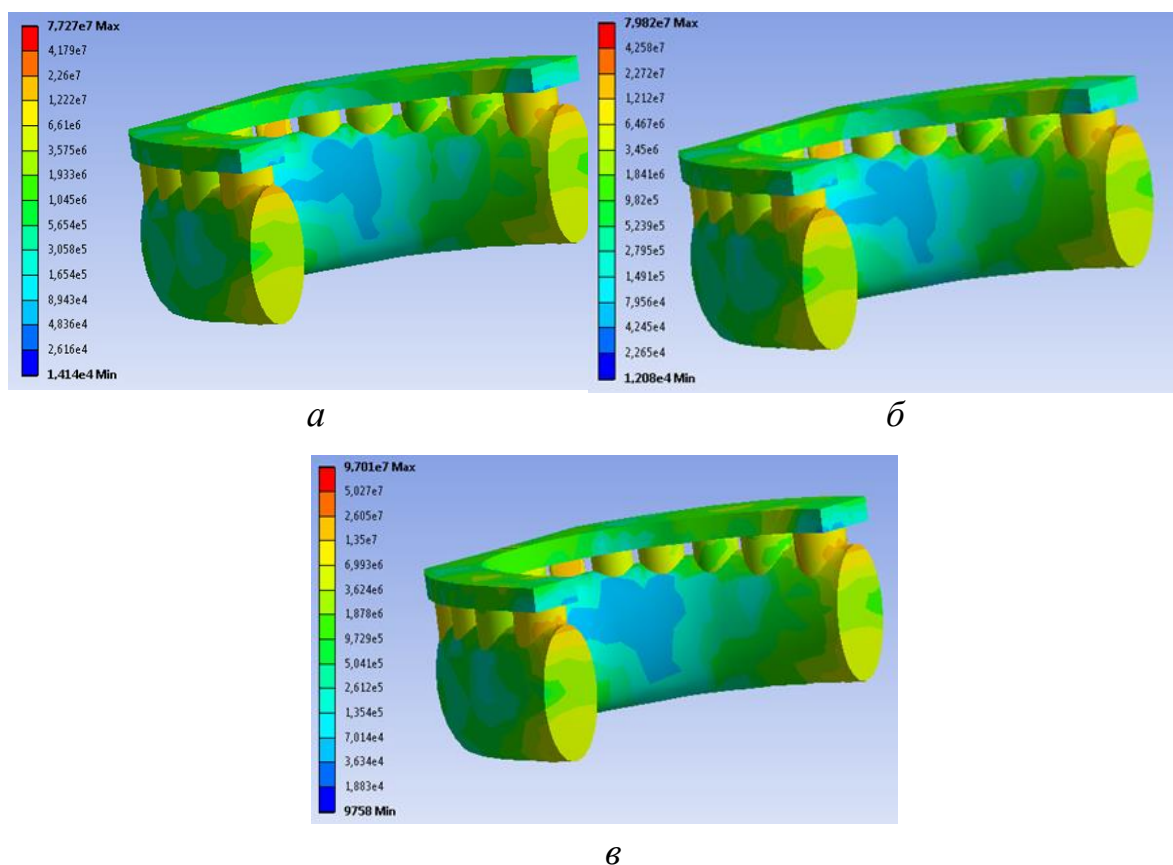 7,727e7 Max
4,179e7
2,26e7
1,222e7
6,61e6
3,575e6
1,933e6
1,045e6
5,654e5
3,058e5
1,654e5
8,943e4
4,836e4
2,616e4
1,414e4 Min
7,982e7 Max
4,258e7
2,272e7
1,212e7
6,467e6
3,45e6
1,841e6
9,82e5
5,239e5
2,795e5
1,491e5
7,956e4
4,245e4
2,265e4
1,208e4 Min
а
б
9,701e7 Max
5,027e7
2,605e7
1,35e7
6,993e6
3,624e6
1,878e6
9,729e5
5,041e5
2,612e5
1,354e5
7,014e4
3,634e4
1,883e4
9758 Min
в